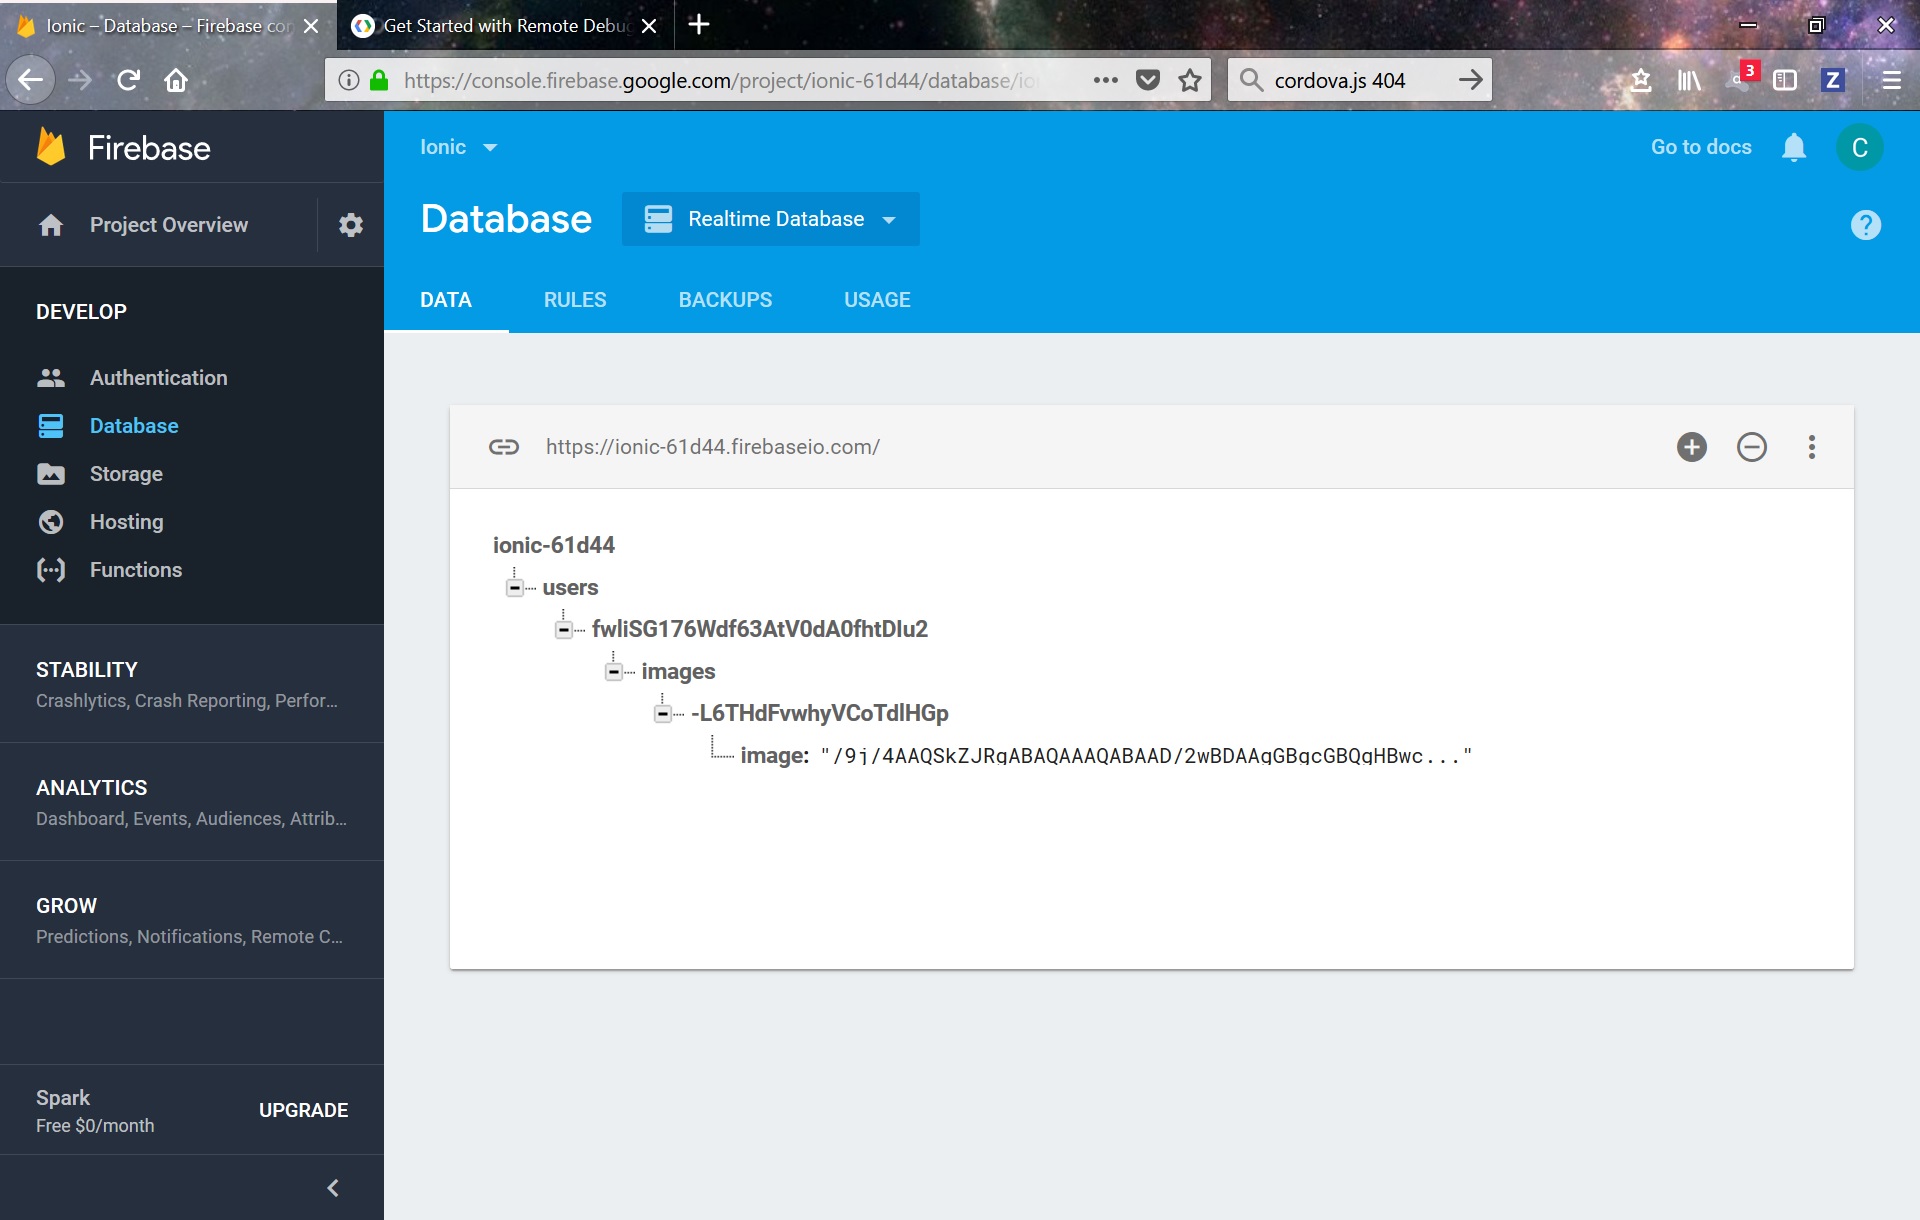 Ionic – Database – Firebase con
Get Started with Remote Debug
https://console.firebase.google.com/project/ionic-61d44/database/io
cordova.js 404
3
Z
Firebase
Ionic
Go to docs
C
Project Overview
Database
Realtime Database
?
DATA
RULES
BACKUPS
USAGE
DEVELOP
Authentication
Database
Storage
Hosting
Functions
STABILITY
Crashlytics, Crash Reporting, Perfor...
ANALYTICS
Dashboard, Events, Audiences, Attrib...
GROW
Predictions, Notifications, Remote C...
Spark
Free $0/month
UPGRADE
https://ionic-61d44.firebaseio.com/
ionic-61d44
users
fwliSG176Wdf63AtV0dA0fhtDIu2
images
-L6THdFvwhyVCoTdlHGp
image: "/9j/4AAQSkZJRgABAQAAAQABAAD/2wBDAAgGBgcGBQgHBwc..."